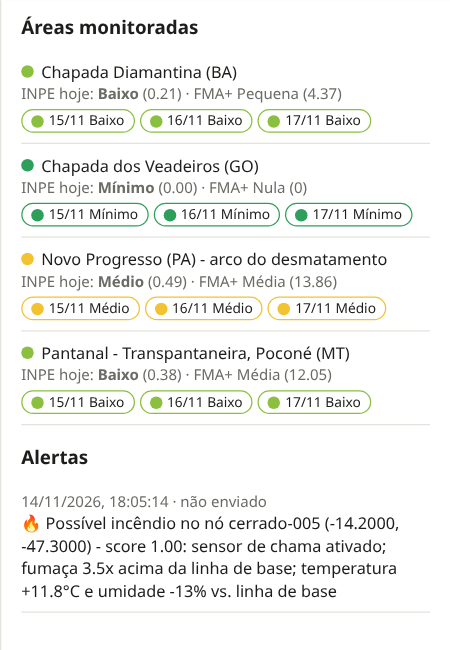 Áreas monitoradas
Chapada Diamantina (BA)
INPE hoje: Baixo (0.21) · FMA+ Pequena (4.37)
15/11 Baixo 16/11 Baixo 17/11 Baixo
Chapada dos Veadeiros (GO)
INPE hoje: Mínimo (0.00) · FMA+ Nula (0)
15/11 Mínimo 16/11 Mínimo 17/11 Mínimo
Novo Progresso (PA) - arco do desmatamento
INPE hoje: Médio (0.49) · FMA+ Média (13.86)
15/11 Médio 16/11 Médio 17/11 Médio
Pantanal - Transpantaneira, Poconé (MT)
INPE hoje: Baixo (0.38) · FMA+ Média (12.05)
15/11 Baixo 16/11 Baixo 17/11 Baixo
Alertas
14/11/2026, 18:05:14 · não enviado
🔥 Possível incêndio no nó cerrado-005 (-14.2000,
-47.3000) - score 1.00: sensor de chama ativado;
fumaça 3.5x acima da linha de base; temperatura
+11.8°C e umidade -13% vs. linha de base